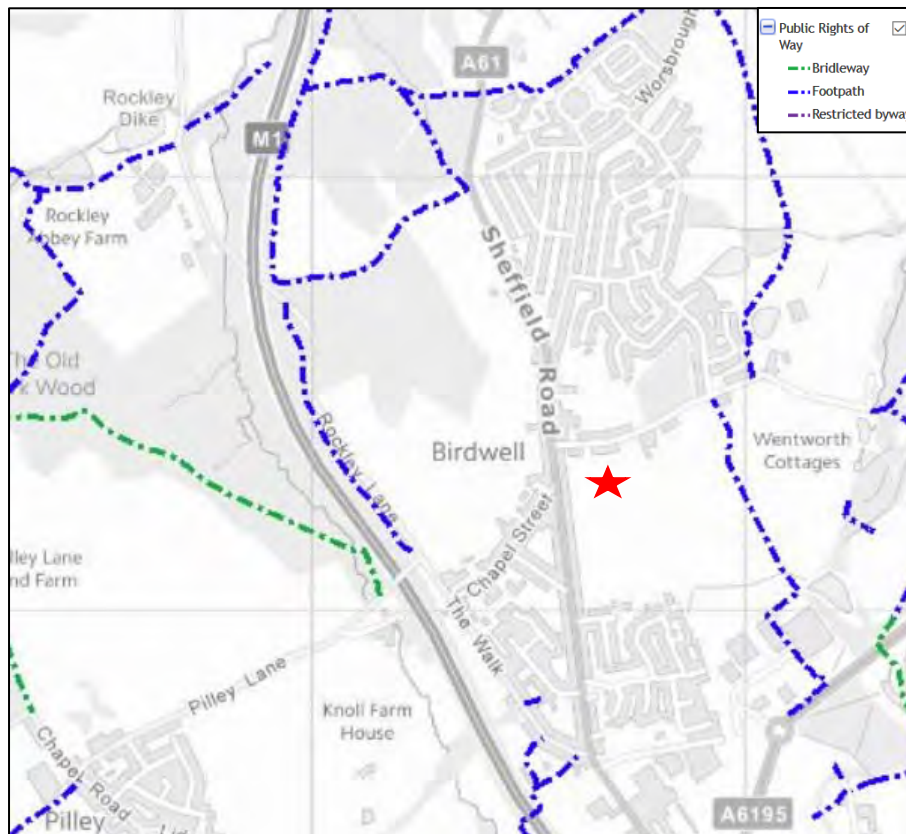 Public Rights of
Way
Bridleway
Footpath
Restricted byway
A61
Worsbrough
Rockley
Dike
M1
Rockley
Abbey Farm
Sheffield Road
The Old
Wood
Rockley Lane
Birdwell
Wentworth
Cottages
Chapel Street
lley Lane
nd Farm
The Walk
Pilley Lane
Knoll Farm
House
Chapel Road
Pilley
A6195